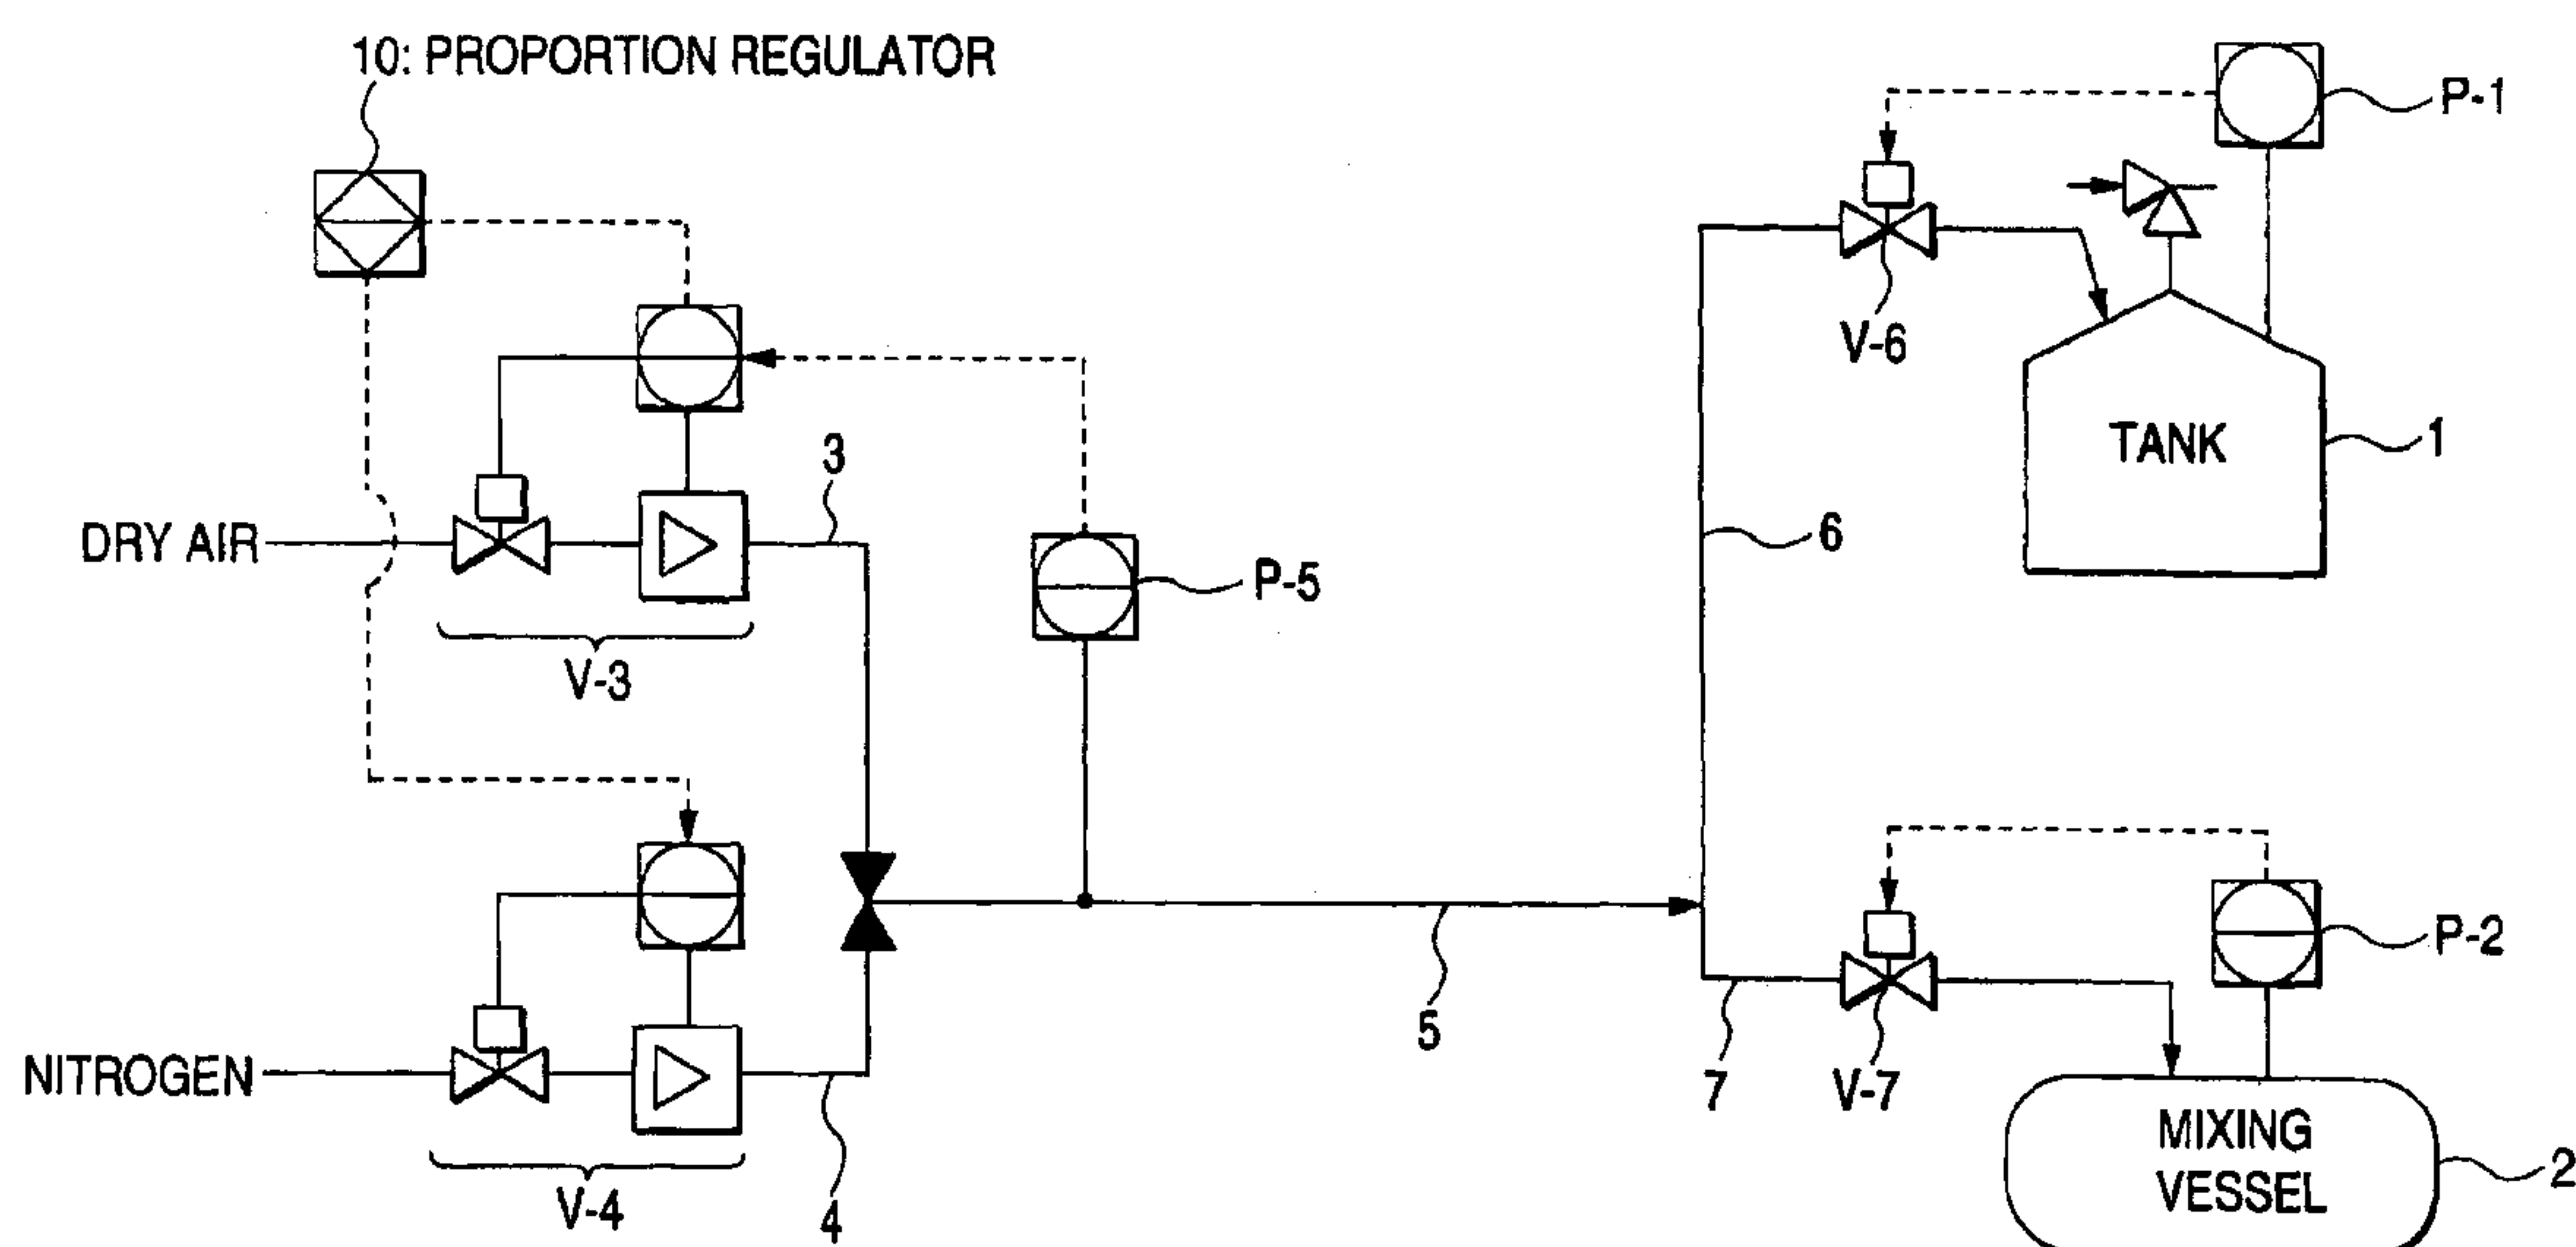 10: PROPORTION REGULATOR
P-1
V-6
TANK
1
3
DRY AIR
6
P-5
V-3
P-2
5
7
V-7
NITROGEN
MIXING
VESSEL
2
V-4
4